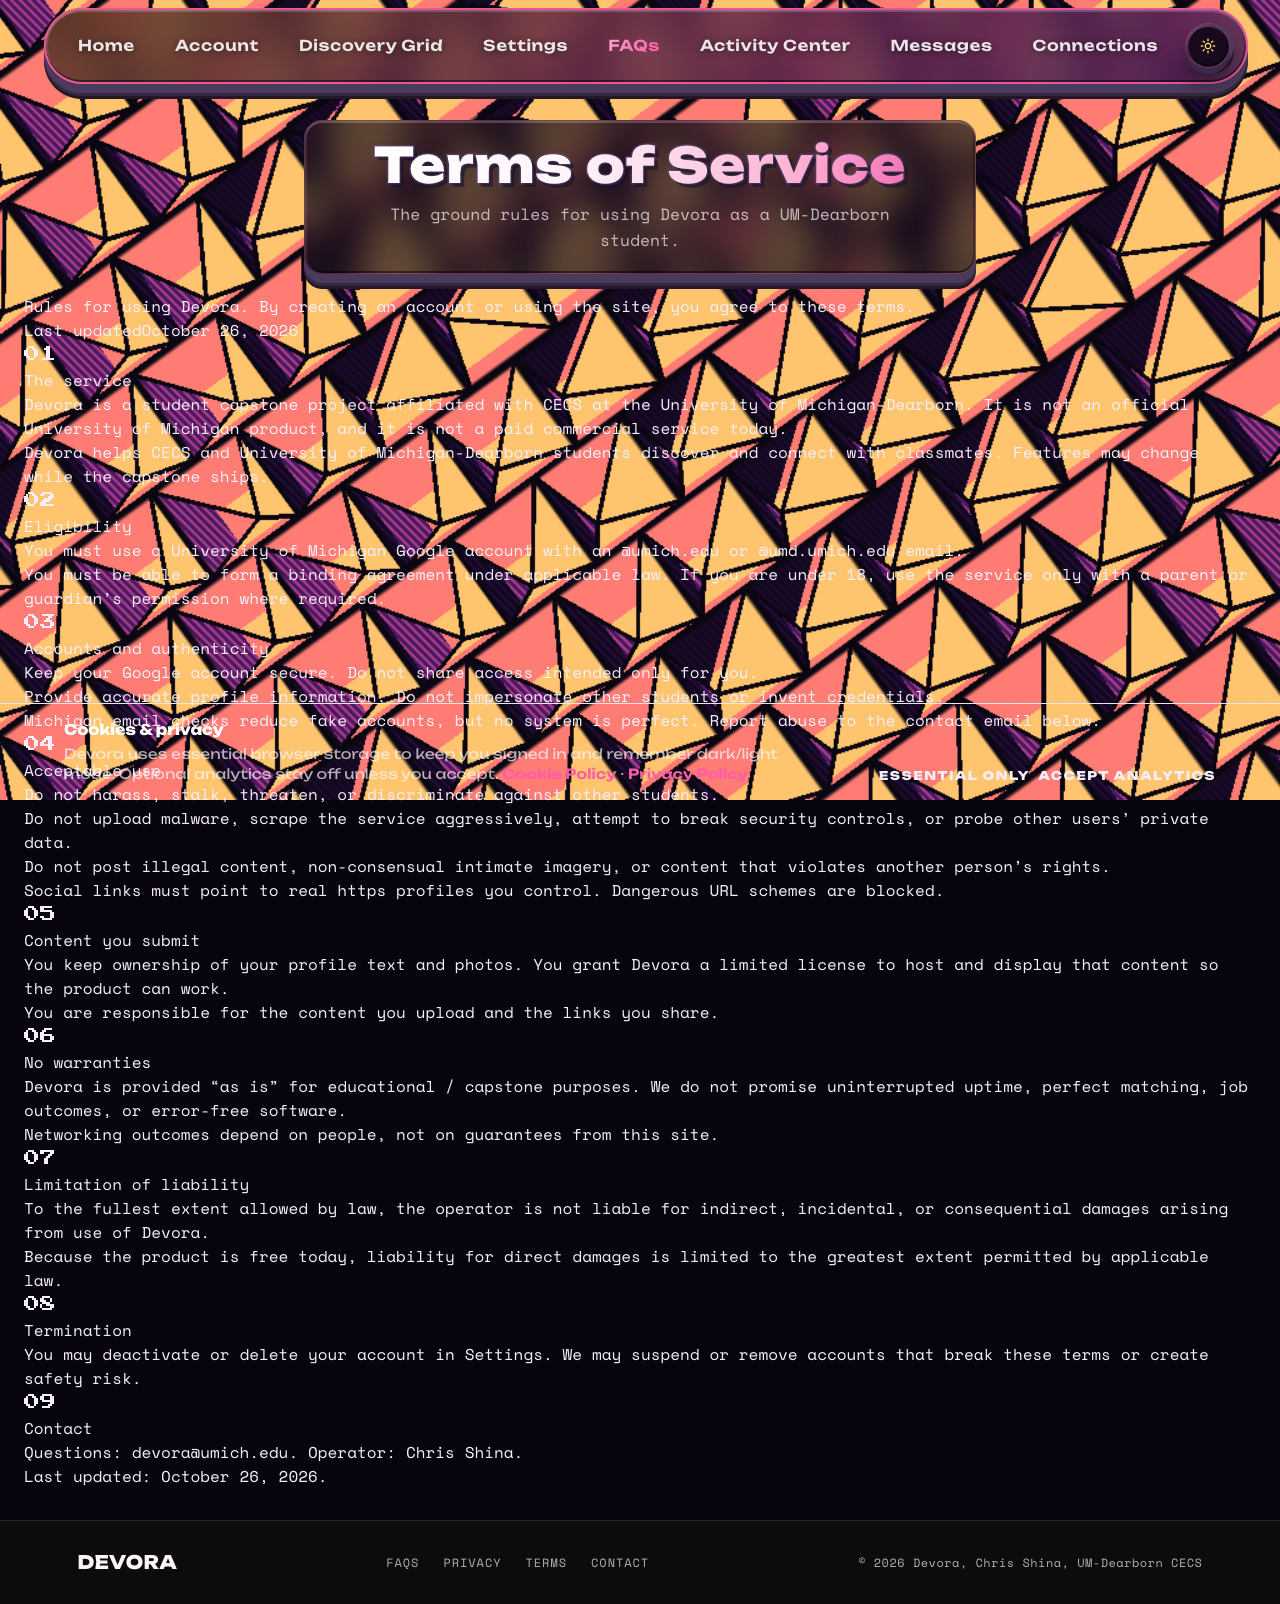 Home Account Discovery Grid Settings FAQs Activity Center Messages Connections
Terms of Service
The ground rules for using Devora as a UM-Dearborn
student.
Rules for using Devora. By creating an account or using the site, you agree to these terms.
Last updatedOctober 26, 2026
01
The service
Devora is a student capstone project affiliated with CECS at the University of Michigan-Dearborn. It is not an official
University of Michigan product, and it is not a paid commercial service today.
Devora helps CECS and University of Michigan-Dearborn students discover and connect with classmates. Features may change
while the capstone ships.
02
Eligibility
You must use a University of Michigan Google account with an @umich.edu or @umd.umich.edu email.
You must be able to form a binding agreement under applicable law. If you are under 18, use the service only with a parent or
guardian's permission where required.
03
Accounts and authenticity
Keep your Google account secure. Do not share access intended only for you.
Provide accurate profile information. Do not impersonate other students or invent credentials.
Michigan email checks reduce fake accounts, but no system is perfect. Report abuse to the contact email below.
Cookies & privacy
04
Devora uses essential browser storage to keep you signed in and remember dark/light
Acceptable use
image. Optional analytics stay off unless you accept. Cookie Policy · Privacy Policy
ESSENTIAL ONLY ACCEPT ANALYTICS
Do not harass, stalk, threaten, or discriminate against other students.
Do not upload malware, scrape the service aggressively, attempt to break security controls, or probe other users’ private
data.
Do not post illegal content, non-consensual intimate imagery, or content that violates another person’s rights.
Social links must point to real https profiles you control. Dangerous URL schemes are blocked.
05
Content you submit
You keep ownership of your profile text and photos. You grant Devora a limited license to host and display that content so
the product can work.
You are responsible for the content you upload and the links you share.
06
No warranties
Devora is provided “as is” for educational / capstone purposes. We do not promise uninterrupted uptime, perfect matching, job
outcomes, or error-free software.
Networking outcomes depend on people, not on guarantees from this site.
07
Limitation of liability
To the fullest extent allowed by law, the operator is not liable for indirect, incidental, or consequential damages arising
from use of Devora.
Because the product is free today, liability for direct damages is limited to the greatest extent permitted by applicable
law.
08
Termination
You may deactivate or delete your account in Settings. We may suspend or remove accounts that break these terms or create
safety risk.
09
Contact
Questions: devora@umich.edu. Operator: Chris Shina.
Last updated: October 26, 2026.
DEVORA FAQS PRIVACY TERMS CONTACT © 2026 Devora, Chris Shina, UM-Dearborn CECS